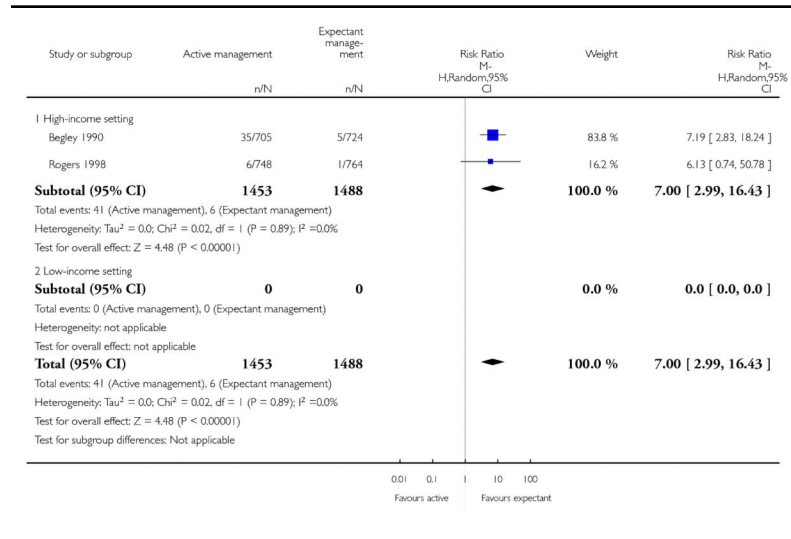 Study or subgroup Active management Expectant manage- ment Risk Ratio Weight Risk Ratio
n/N n/N M- H,Random,95% CI M- H,Random,95% CI
1 High-income setting
Begley 1990 35/705 5/724 83.8 % 7.19 [ 2.83, 18.24 ]
Rogers 1998 6/748 1/764 16.2 % 6.13 [ 0.74, 50.78 ]
Subtotal (95% CI) 1453 1488 100.0 % 7.00 [ 2.99, 16.43 ]
Total events: 41 (Active management), 6 (Expectant management)
Heterogeneity: Tau² = 0.0; Chi² = 0.02, df = 1 (P = 0.89); I² =0.0%
Test for overall effect: Z = 4.48 (P < 0.00001)
2 Low-income setting
Subtotal (95% CI) 0 0 0.0 % 0.0 [ 0.0, 0.0 ]
Total events: 0 (Active management), 0 (Expectant management)
Heterogeneity: not applicable
Test for overall effect: not applicable
Total (95% CI) 1453 1488 100.0 % 7.00 [ 2.99, 16.43 ]
Total events: 41 (Active management), 6 (Expectant management)
Heterogeneity: Tau² = 0.0; Chi² = 0.02, df = 1 (P = 0.89); I² =0.0%
Test for overall effect: Z = 4.48 (P < 0.00001)
Test for subgroup differences: Not applicable
0.01 0.1 1 10 100
Favours active Favours expectant